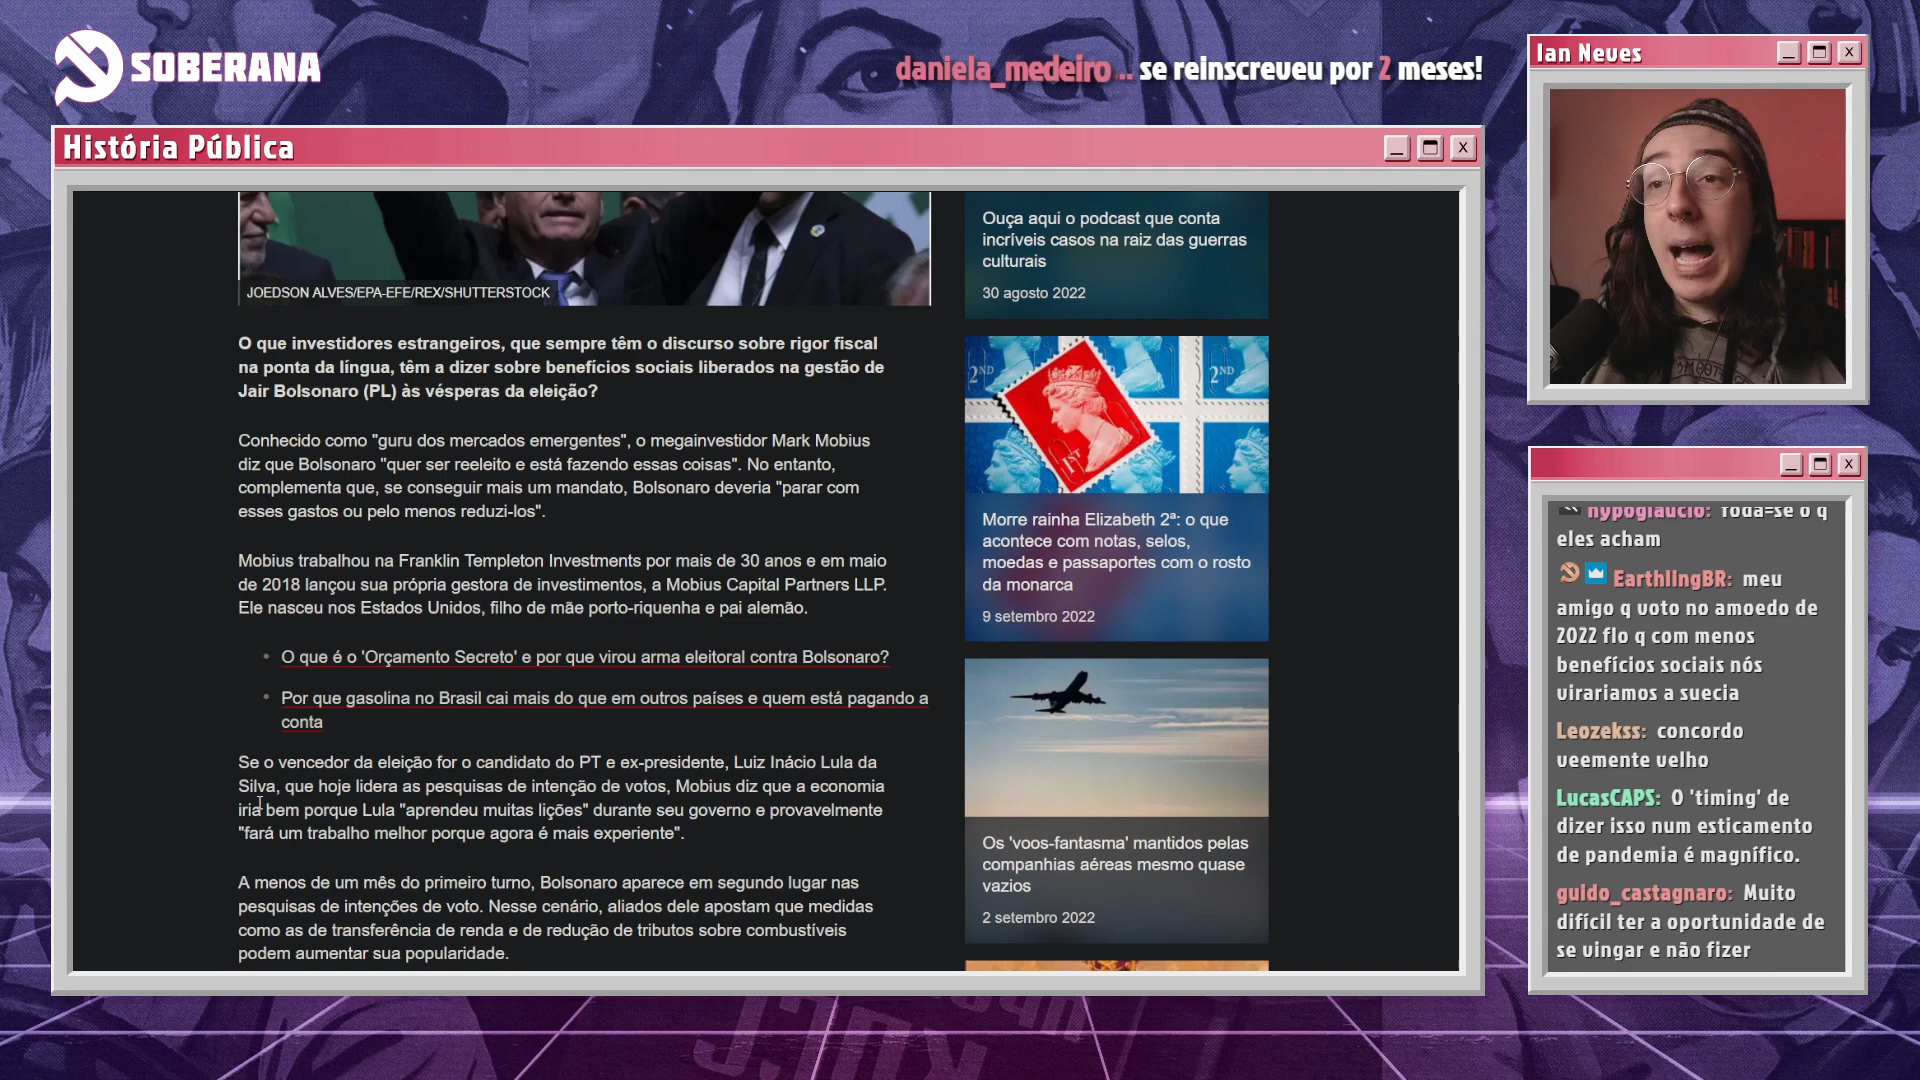 SOBERANA
daniela_medeiro ... se reinscreveu por 2 meses!
Ian Neves
História Pública
JOEDSON ALVES/EPA-EFE/REX/SHUTTERSTOCK
O que investidores estrangeiros, que sempre têm o discurso sobre rigor fiscal
na ponta da língua, têm a dizer sobre benefícios sociais liberados na gestão de
Jair Bolsonaro (PL) às vésperas da eleição?
Conhecido como "guru dos mercados emergentes", o megainvestidor Mark Mobius
diz que Bolsonaro "quer ser reeleito e está fazendo essas coisas". No entanto,
complementa que, se conseguir mais um mandato, Bolsonaro deveria "parar com
esses gastos ou pelo menos reduzi-los".
Mobius trabalhou na Franklin Templeton Investments por mais de 30 anos e em maio
de 2018 lançou sua própria gestora de investimentos, a Mobius Capital Partners LLP.
Ele nasceu nos Estados Unidos, filho de mãe porto-riquenha e pai alemão.
O que é o 'Orçamento Secreto' e por que virou arma eleitoral contra Bolsonaro?
Por que gasolina no Brasil cai mais do que em outros países e quem está pagando a
conta
Se o vencedor da eleição for o candidato do PT e ex-presidente, Luiz Inácio Lula da
Silva, que hoje lidera as pesquisas de intenção de votos, Mobius diz que a economia
iria bem porque Lula "aprendeu muitas lições" durante seu governo e provavelmente
"fará um trabalho melhor porque agora é mais experiente".
A menos de um mês do primeiro turno, Bolsonaro aparece em segundo lugar nas
pesquisas de intenções de voto. Nesse cenário, aliados dele apostam que medidas
como as de transferência de renda e de redução de tributos sobre combustíveis
podem aumentar sua popularidade.
Ouça aqui o podcast que conta
incríveis casos na raiz das guerras
culturais
30 agosto 2022
2ND
2ND
1ST
Morre rainha Elizabeth 2ª: o que
acontece com notas, selos,
moedas e passaportes com o rosto
da monarca
9 setembro 2022
Os 'voos-fantasma' mantidos pelas
companhias aéreas mesmo quase
vazios
2 setembro 2022
hypoglaucio: foda=se o q
eles acham
EarthlingBR: meu
amigo q voto no amoedo de
2022 flo q com menos
benefícios sociais nós
virariamos a suecia
Leozekss: concordo
veemente velho
LucasCAPS: O 'timing' de
dizer isso num esticamento
de pandemia é magnífico.
guido_castagnaro: Muito
difícil ter a oportunidade de
se vingar e não fizer